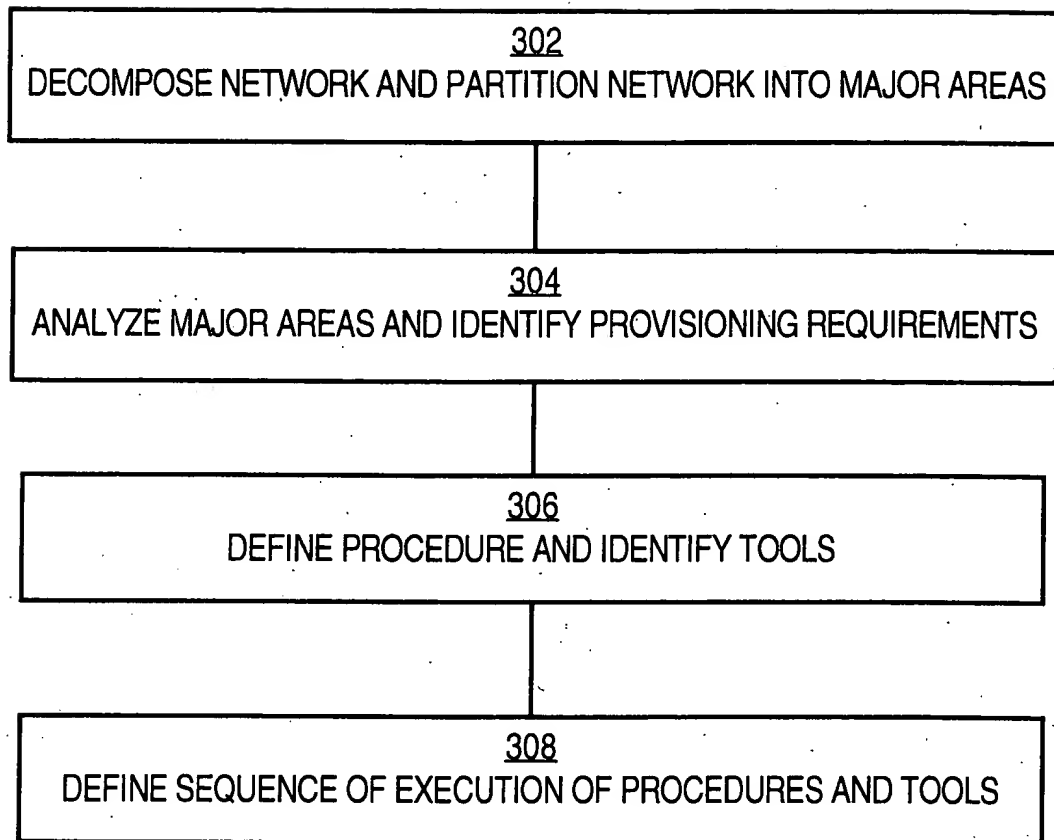 302
DECOMPOSE NETWORK AND PARTITION NETWORK INTO MAJOR AREAS
304
ANALYZE MAJOR AREAS AND IDENTIFY PROVISIONING REQUIREMENTS
306
DEFINE PROCEDURE AND IDENTIFY TOOLS
308
DEFINE SEQUENCE OF EXECUTION OF PROCEDURES AND TOOLS